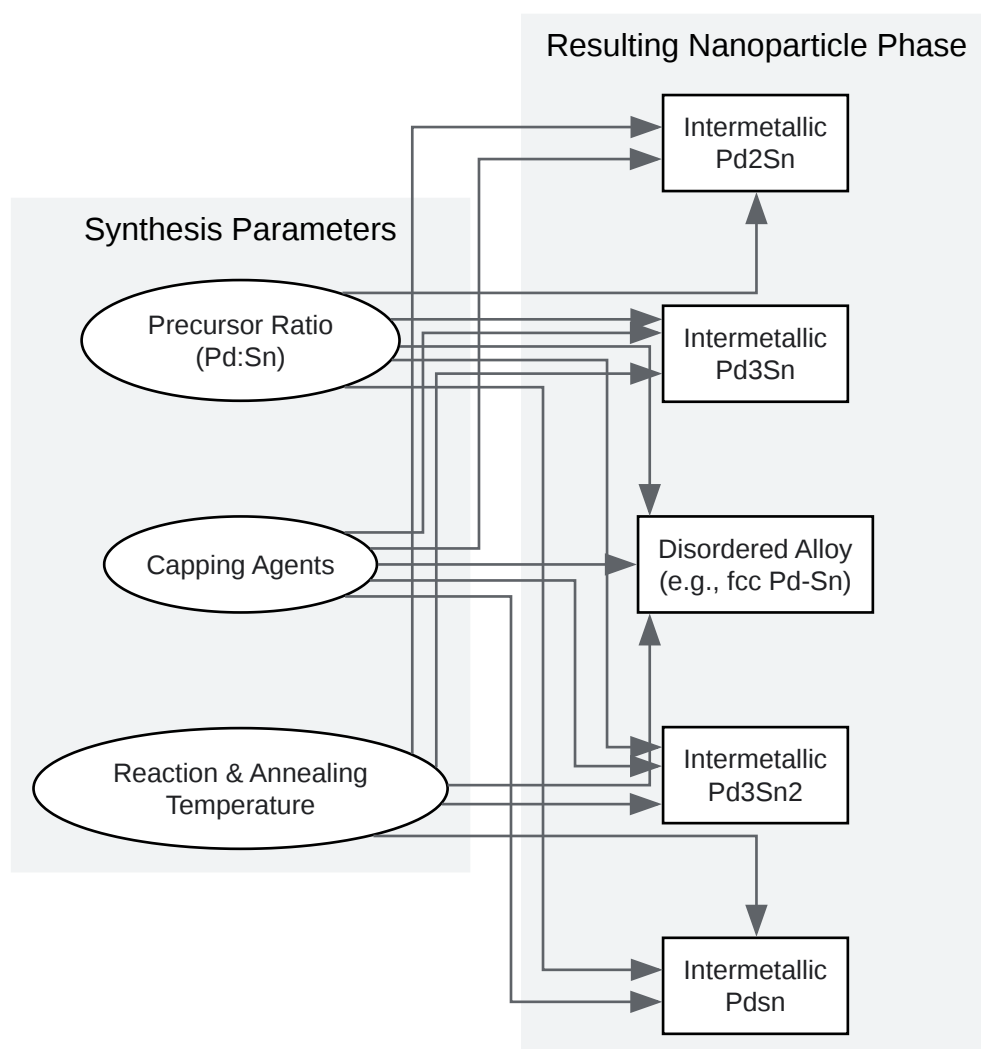 Resulting Nanoparticle Phase
Intermetallic
Pd2Sn
Synthesis Parameters
Precursor Ratio
(Pd:Sn)
Intermetallic
Pd3Sn
Capping Agents
Disordered Alloy
(e.g., fcc Pd-Sn)
Reaction & Annealing
Temperature
Intermetallic
Pd3Sn2
Intermetallic
Pdsn